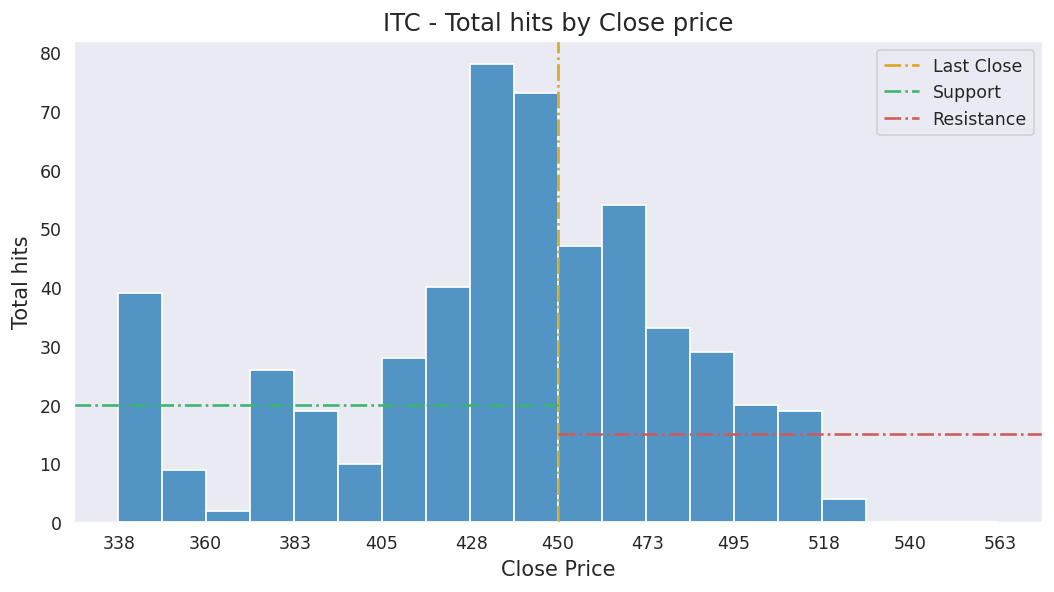 ITC - Total hits by Close price
Last Close
Support
Resistance
Total hits
80
70
60
50
40
30
20
10
0
338 360 383 405 428 450 473 495 518 540 563
Close Price